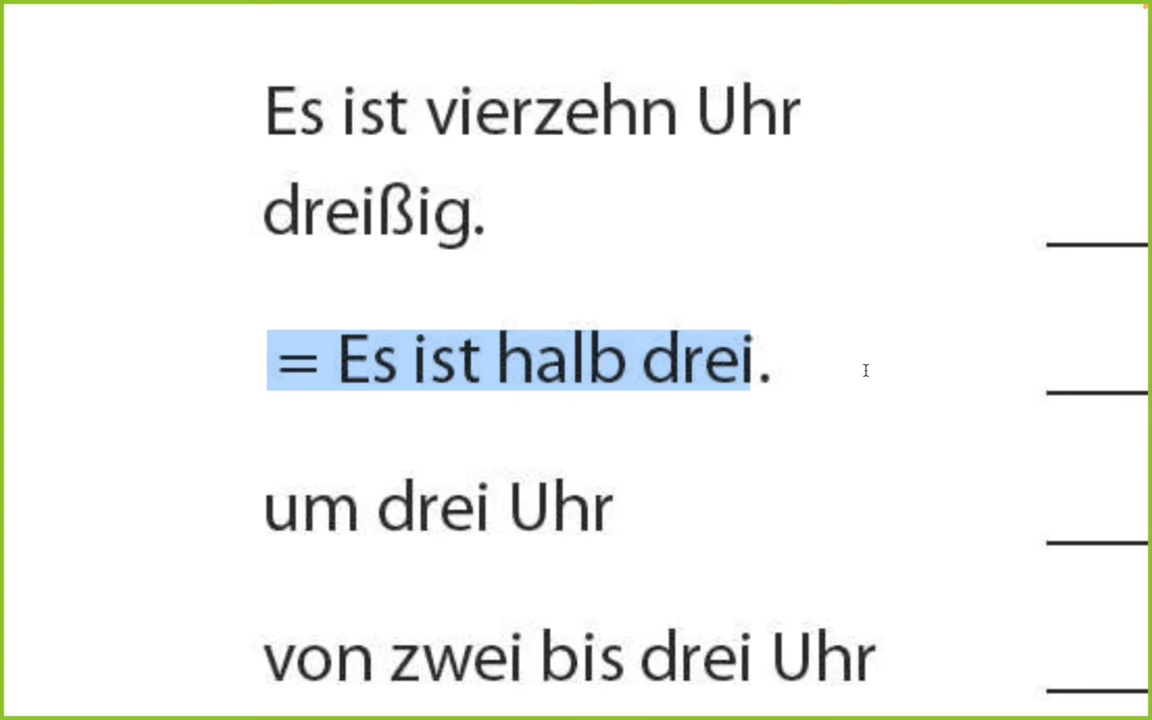 Es ist vierzehn Uhr
dreißig.
= Es ist halb drei.
um drei Uhr
von zwei bis drei Uhr